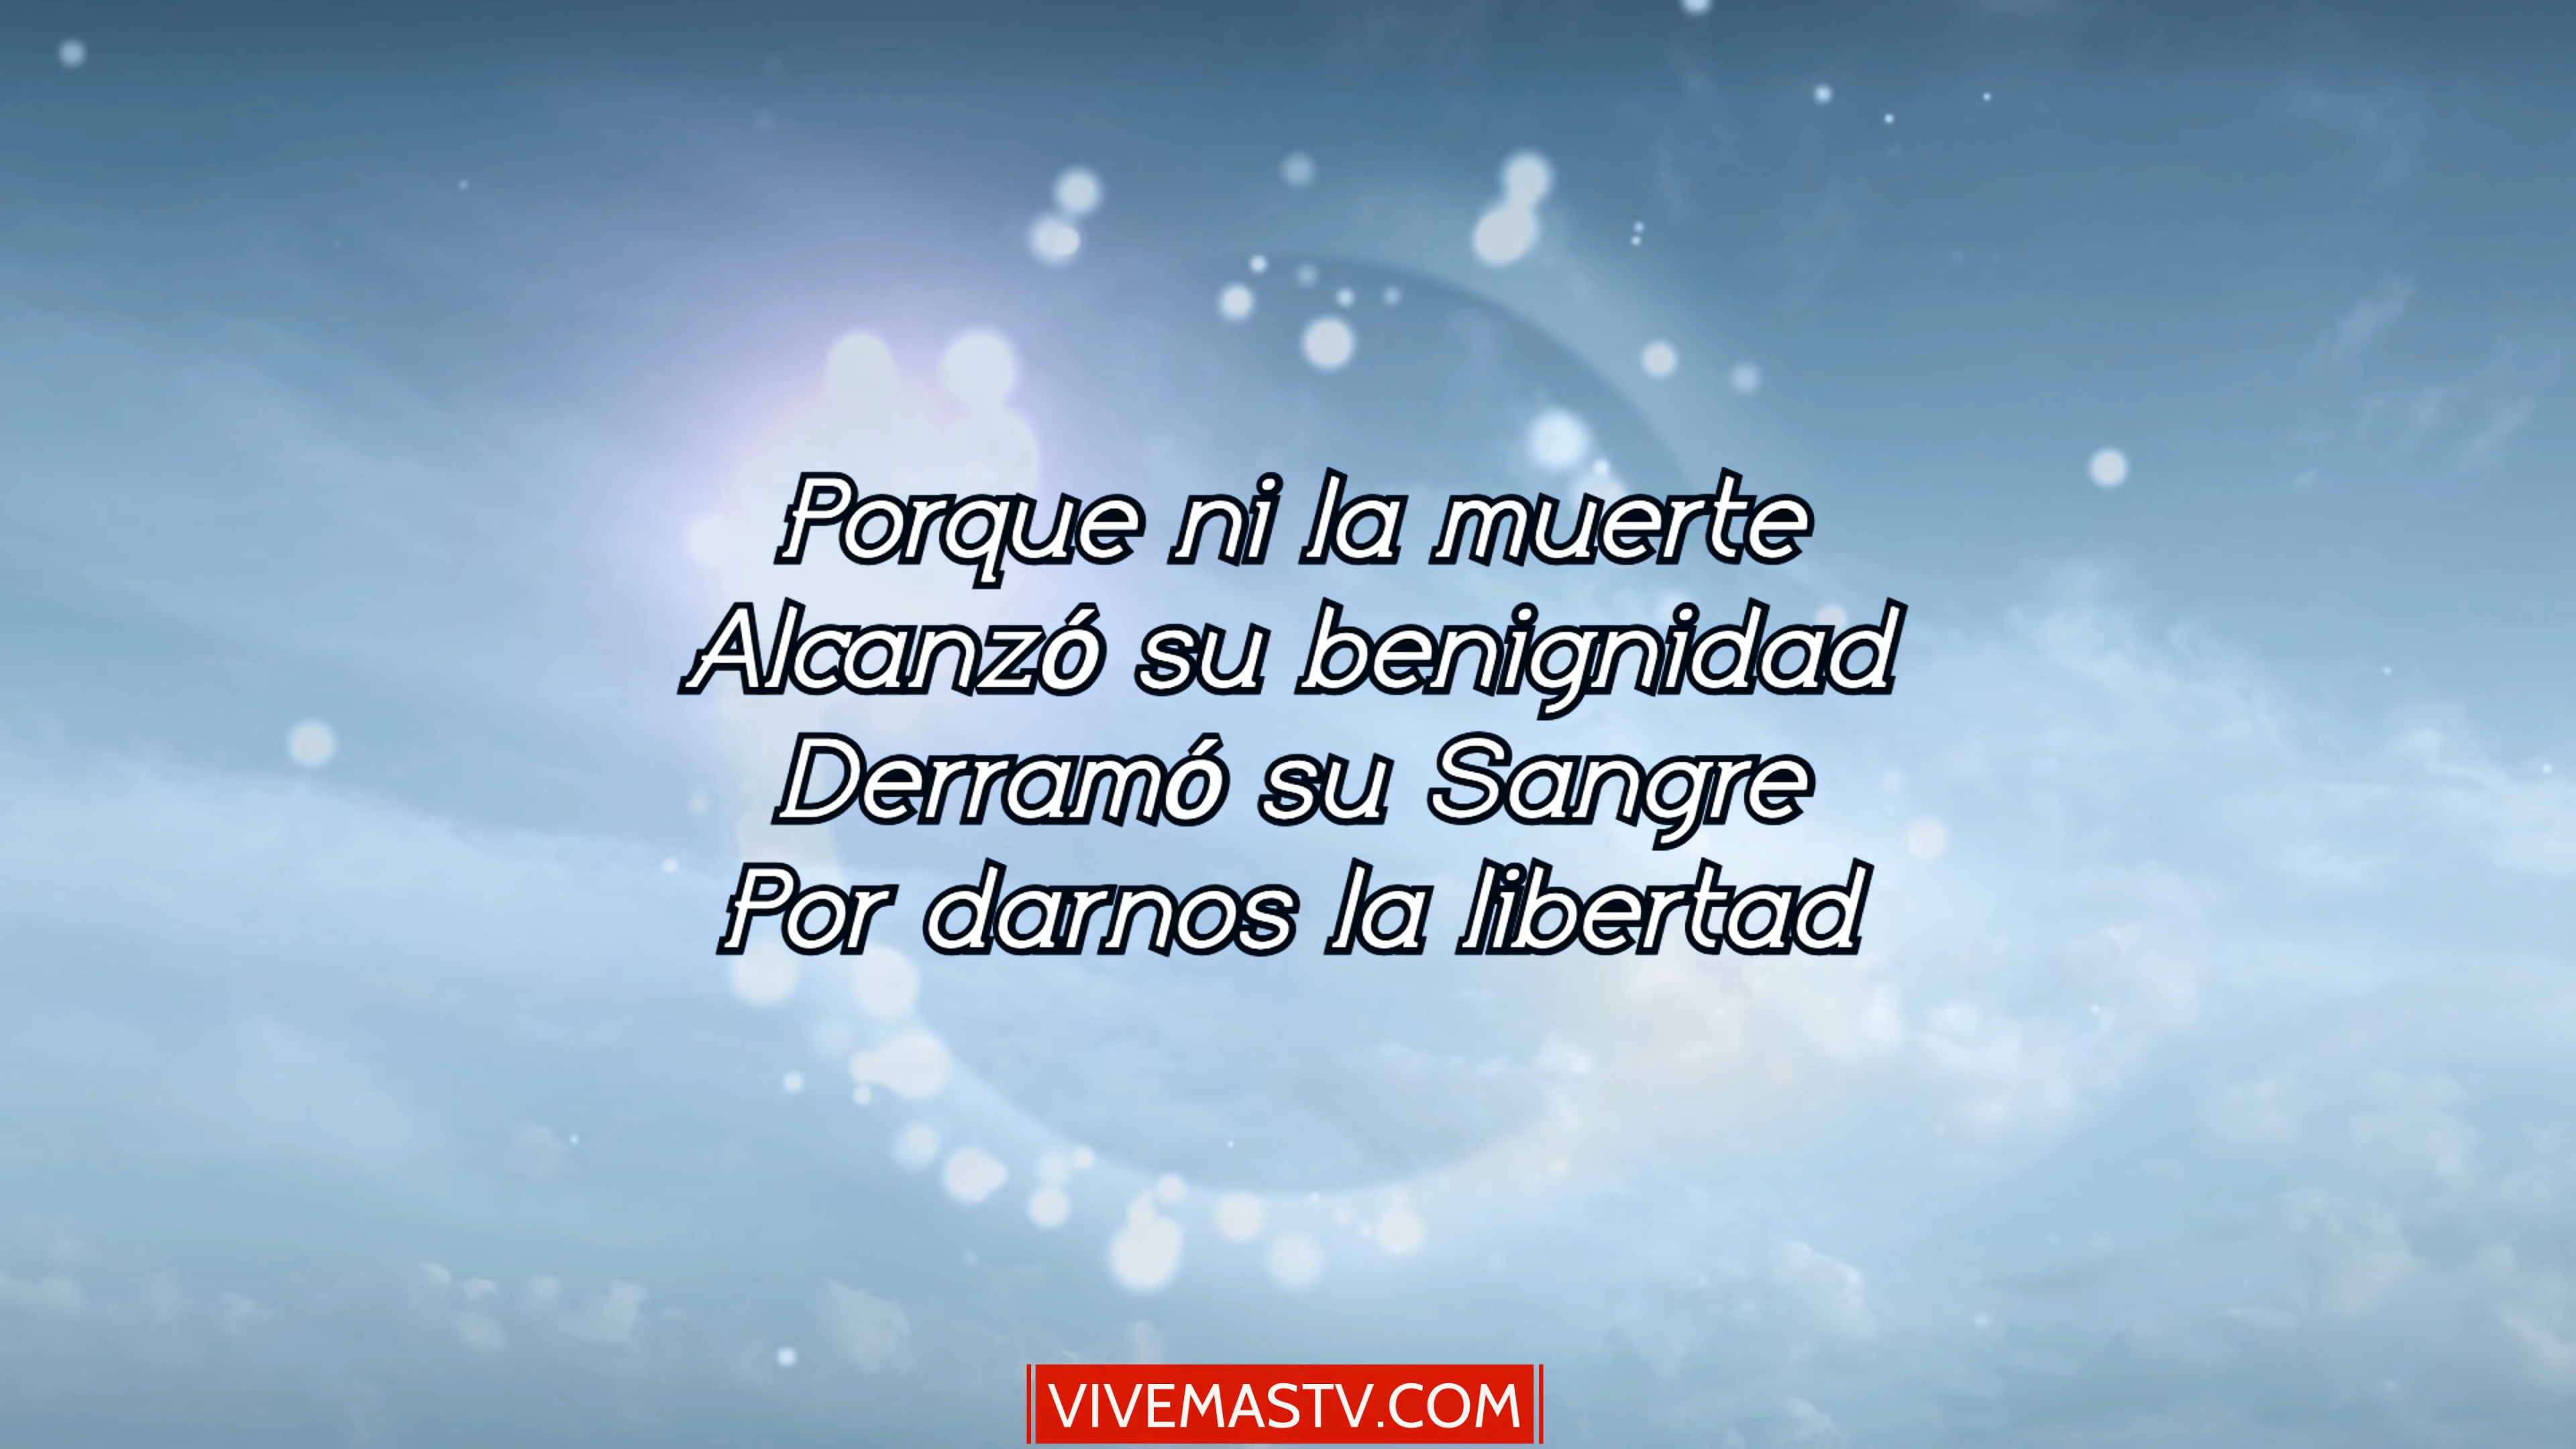 Porque ni la muerte
Alcanzó su benignidad
Derramó su Sangre
Por darnos la libertad
VIVEMASTV.COM